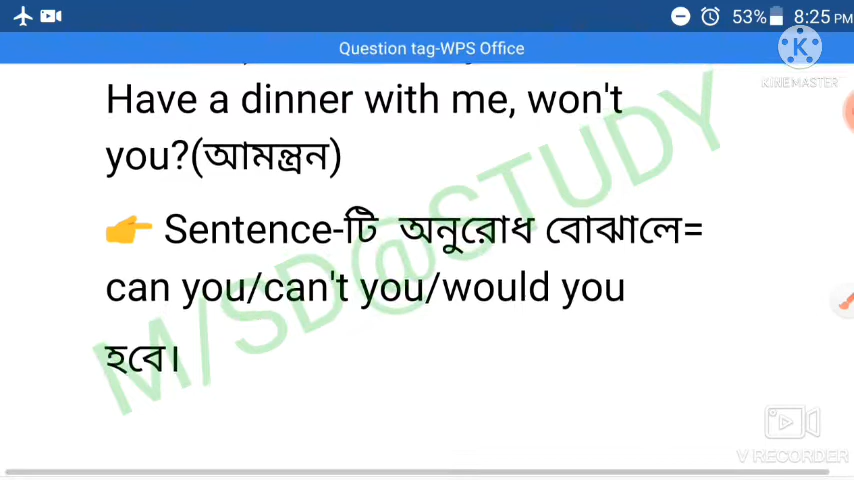 53% 8:25 PM
Question tag-WPS Office
KINEMASTER
Have a dinner with me, won't
you?(আমন্ত্রন)
👉 Sentence-টি অনুরোধ বোঝালে=
can you/can't you/would you
হবে।
M/SD@STUDY
V RECORDER